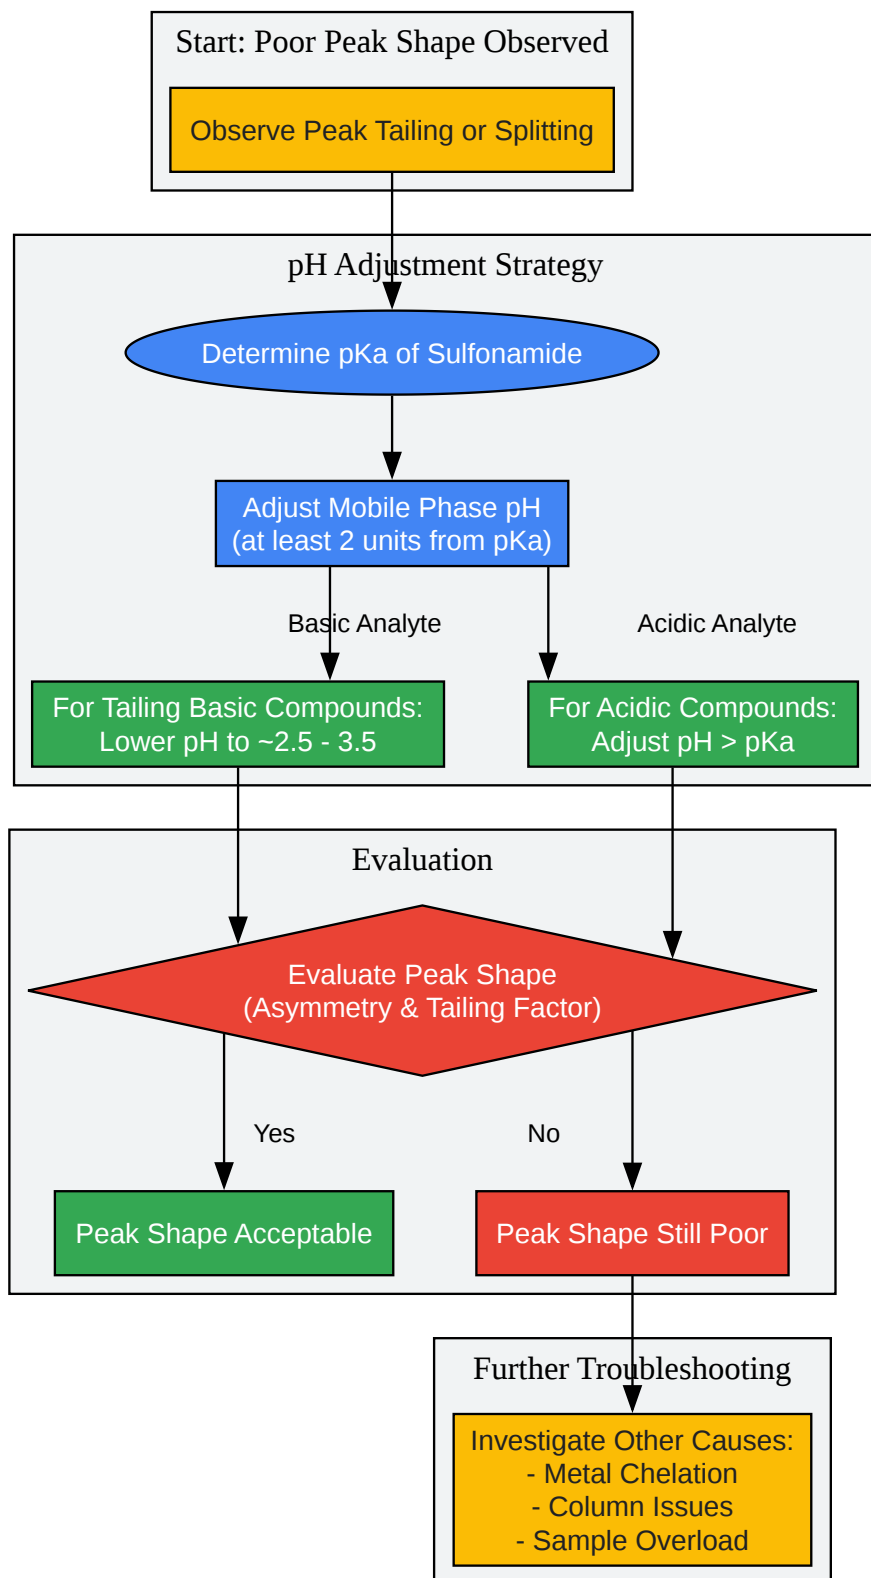 Start: Poor Peak Shape Observed
Observe Peak Tailing or Splitting
pH Adjustment Strategy
Determine pKa of Sulfonamide
Adjust Mobile Phase pH
(at least 2 units from pKa)
Basic Analyte
Acidic Analyte
For Tailing Basic Compounds:
Lower pH to ~2.5 - 3.5
For Acidic Compounds:
Adjust pH > pKa
Evaluation
Evaluate Peak Shape
(Asymmetry & Tailing Factor)
Yes
No
Peak Shape Acceptable
Peak Shape Still Poor
Further Troubleshooting
Investigate Other Causes:
- Metal Chelation
- Column Issues
- Sample Overload